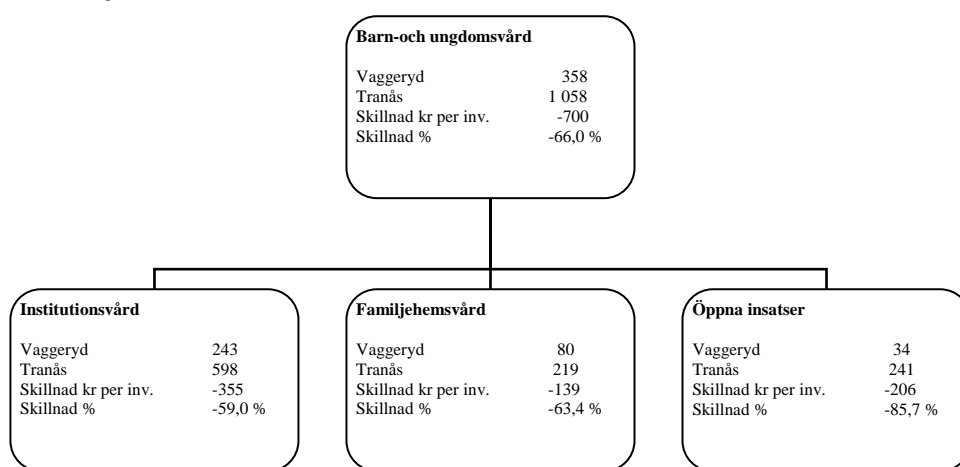 Barn-och ungdomsvård
Vaggeryd 358
Tranås 1 058
Skillnad kr per inv. -700
Skillnad % -66,0 %
Institutionsvård
Vaggeryd 243
Tranås 598
Skillnad kr per inv. -355
Skillnad % -59,0 %
Familjehemsvård
Vaggeryd 80
Tranås 219
Skillnad kr per inv. -139
Skillnad % -63,4 %
Öppna insatser
Vaggeryd 34
Tranås 241
Skillnad kr per inv. -206
Skillnad % -85,7 %